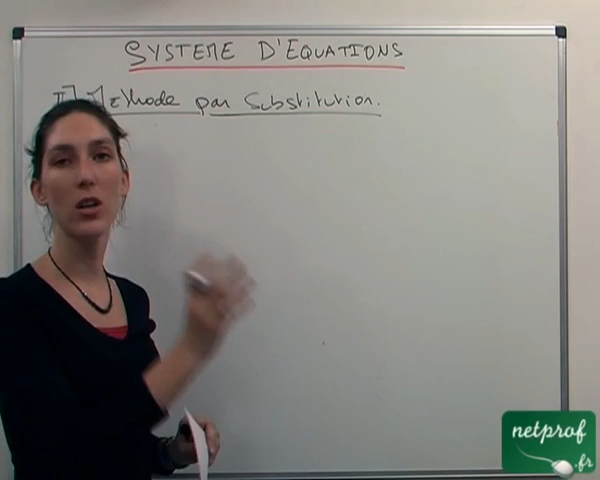 SYSTEME D'EQUATIONS
I] Méthode par Substitution.
netprof
.fr